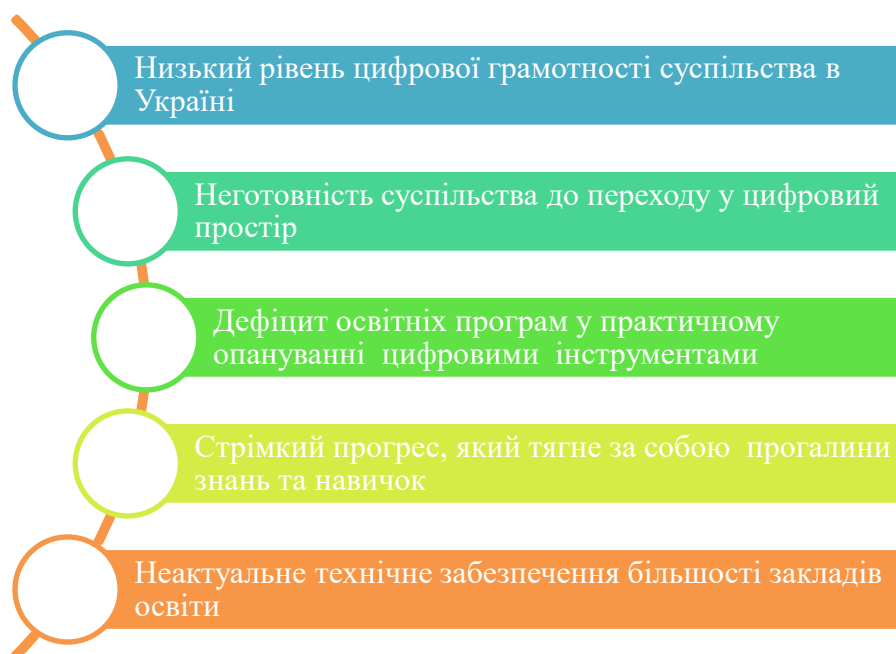 Низький рівень цифрової грамотності суспільства в
Україні
Неготовність суспільства до переходу у цифровий
простір
Дефіцит освітніх програм у практичному
опануванні  цифровими  інструментами
Стрімкий прогрес, який тягне за собою  прогалини
знань та навичок
Неактуальне технічне забезпечення більшості закладів
освіти